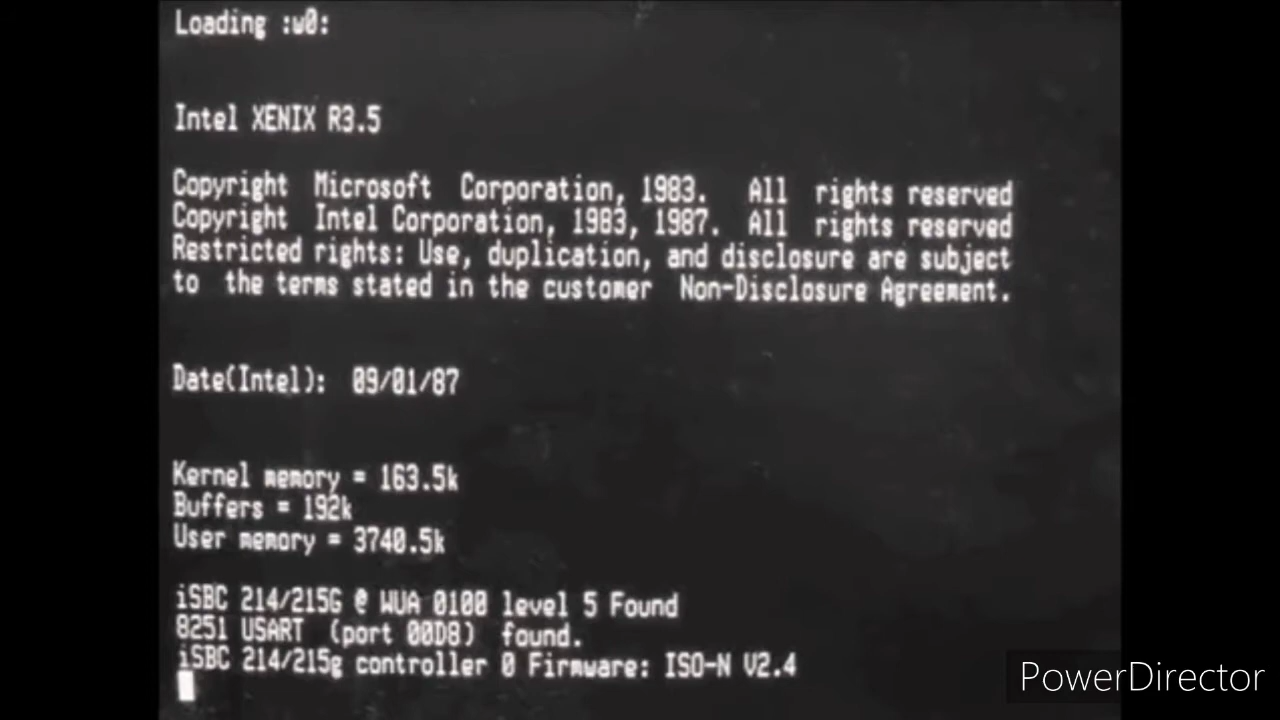 Loading :w0:
Intel XENIX R3.5
Copyright Microsoft Corporation, 1983. All rights reserved
Copyright Intel Corporation, 1983, 1987. All rights reserved
Restricted rights: Use, duplication, and disclosure are subject
to the terms stated in the customer Non-Disclosure Agreement.
Date(Intel): 09/01/87
Kernel memory = 163.5k
Buffers = 192k
User memory = 3740.5k
iSBC 214/215G @ WUA 0100 level 5 Found
8251 USART (port 00D8) found.
iSBC 214/215g controller 0 Firmware: ISO-N V2.4
PowerDirector